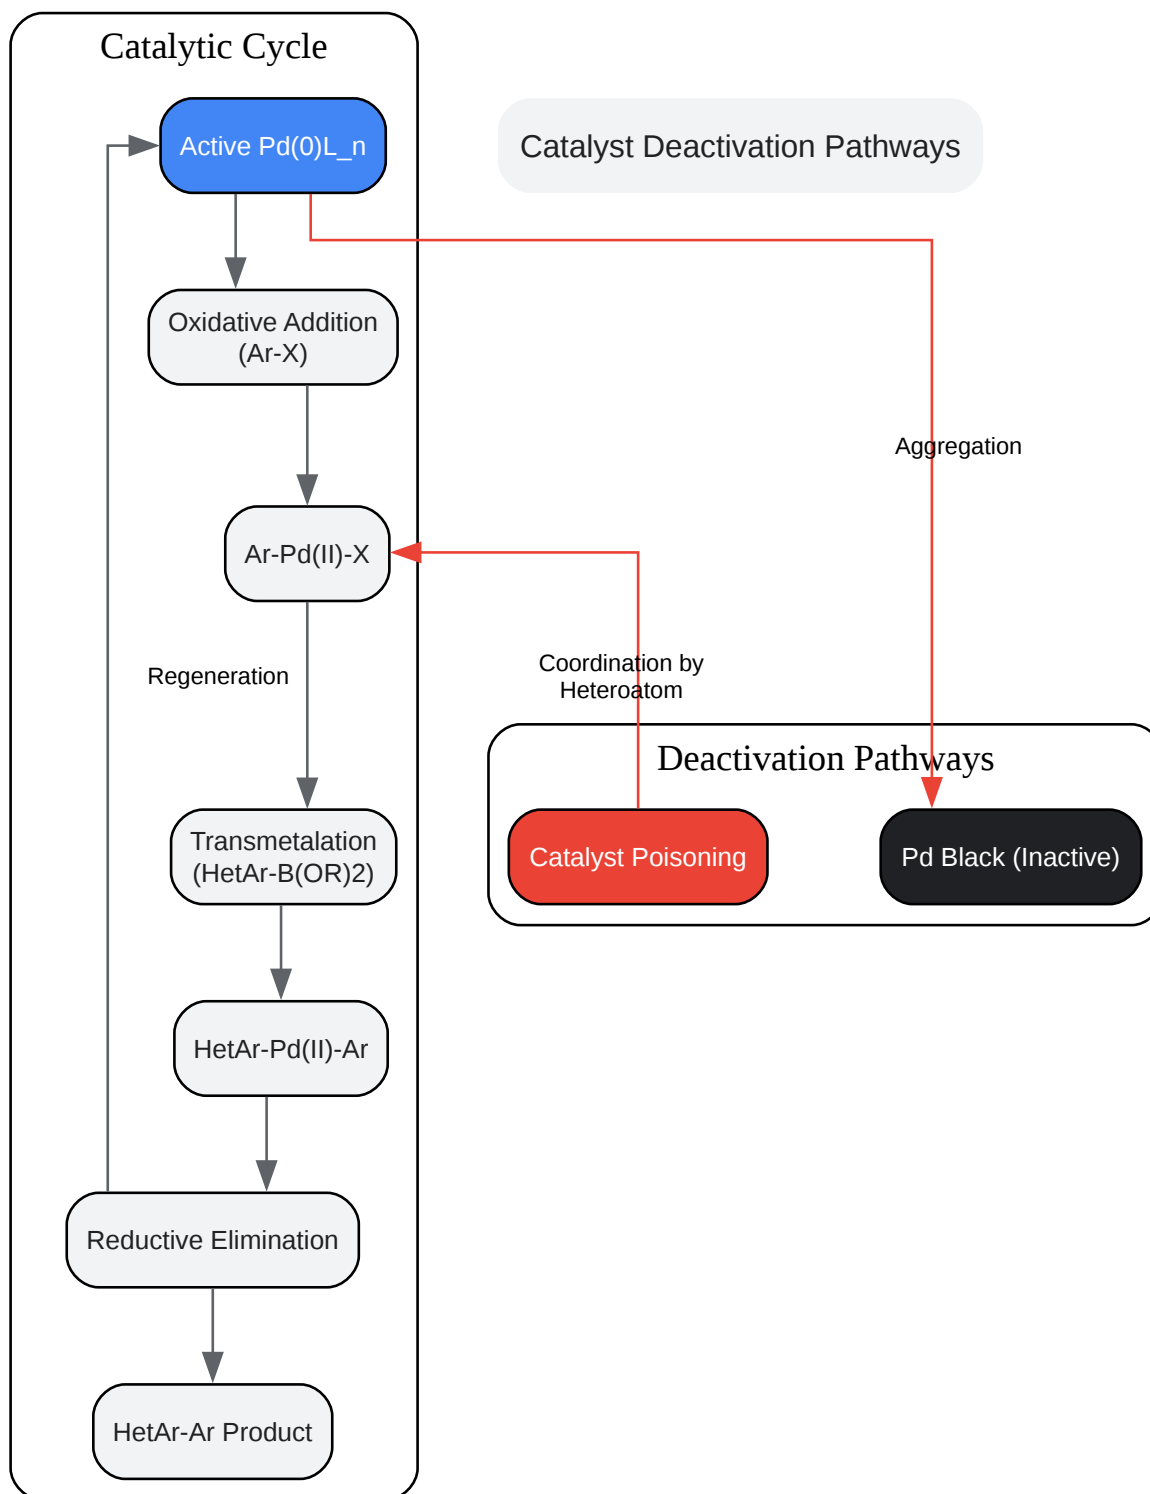 Catalytic Cycle
Active Pd(0)L_n
Catalyst Deactivation Pathways
Oxidative Addition
(Ar-X)
Aggregation
Ar-Pd(II)-X
Regeneration
Coordination by
Heteroatom
Deactivation Pathways
Transmetalation
(HetAr-B(OR)2)
Catalyst Poisoning
Pd Black (Inactive)
HetAr-Pd(II)-Ar
Reductive Elimination
HetAr-Ar Product